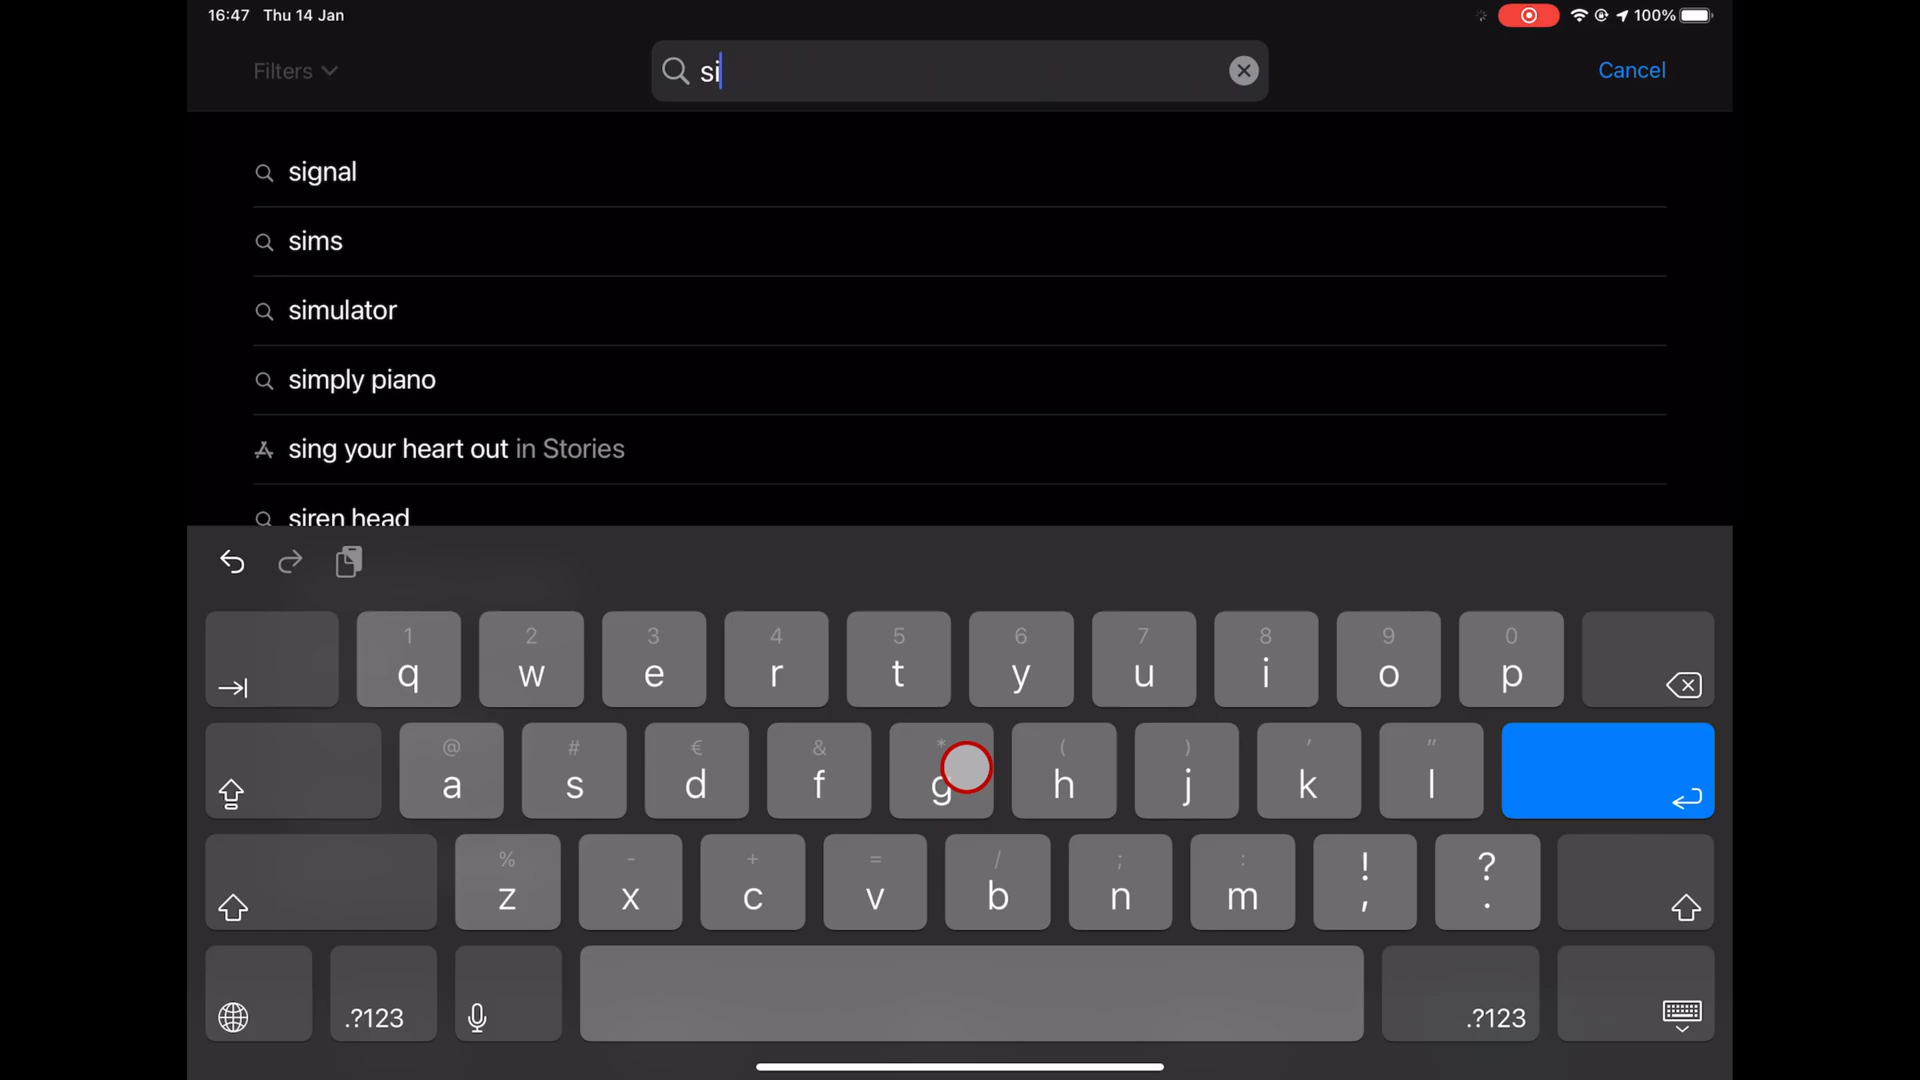 16:47 Thu 14 Jan 100%
Filters si Cancel
signal
sims
simulator
simply piano
sing your heart out in Stories
siren head
1 2 3 4 5 6 7 8 9 0
q w e r t y u i o p
@ # € & * ( ) ' "
a s d f g h j k l
% - + = / ; : ! ?
z x c v b n m , .
.?123 .?123